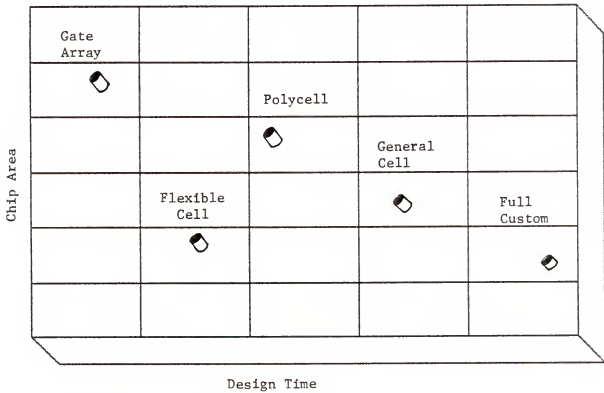 Gate
Array
Polycell
General
Cell
Flexible
Cell
Full
Custom
Chip Area
Design Time